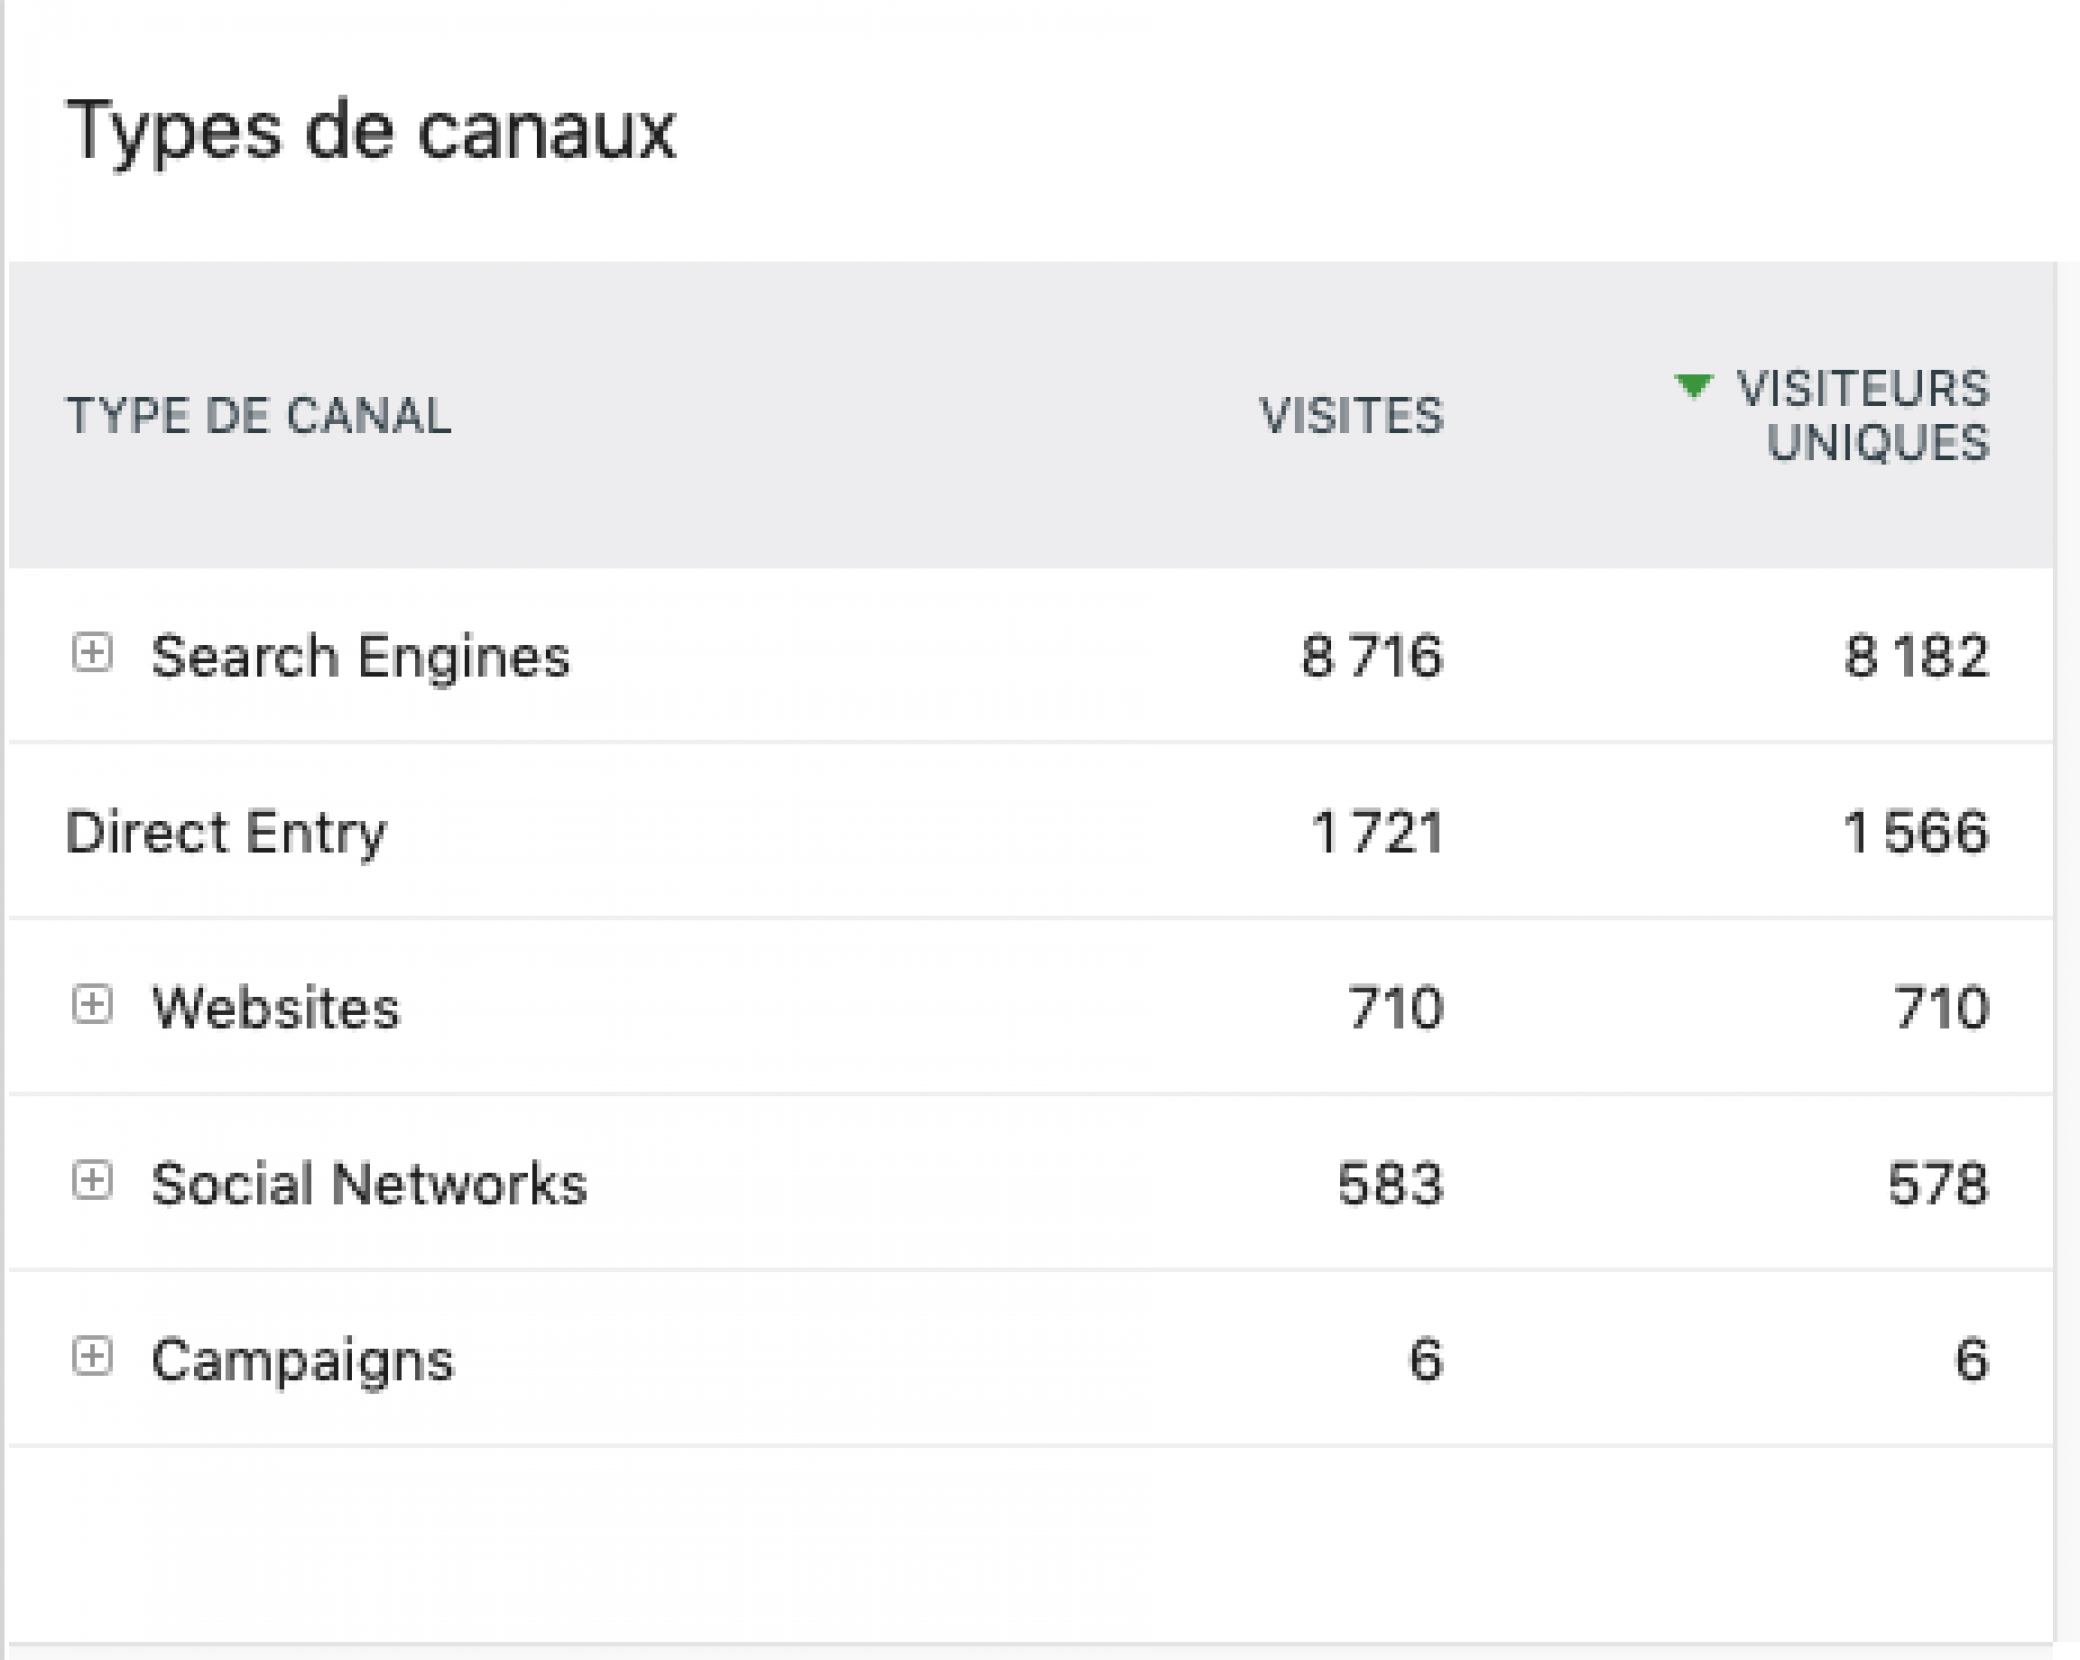 Types de canaux
TYPE DE CANAL VISITES VISITEURS
UNIQUES
Search Engines 8 716 8 182
Direct Entry 1 721 1 566
Websites 710 710
Social Networks 583 578
Campaigns 6 6